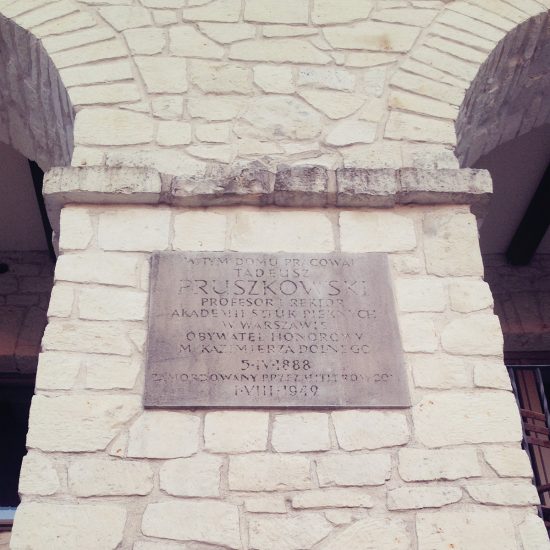 W TYM DOMU PRACOWAŁ
TADEUSZ
PRUSZKOWSKI
PROFESOR I REKTOR
AKADEMII SZTUK PIĘKNYCH
W WARSZAWIE
OBYWATEL HONOROWY
M. KAZIMIERZA DOLNEGO
5·IV·1888
ZAMORDOWANY PRZEZ HITLEROWCÓW
1·VIII·1942